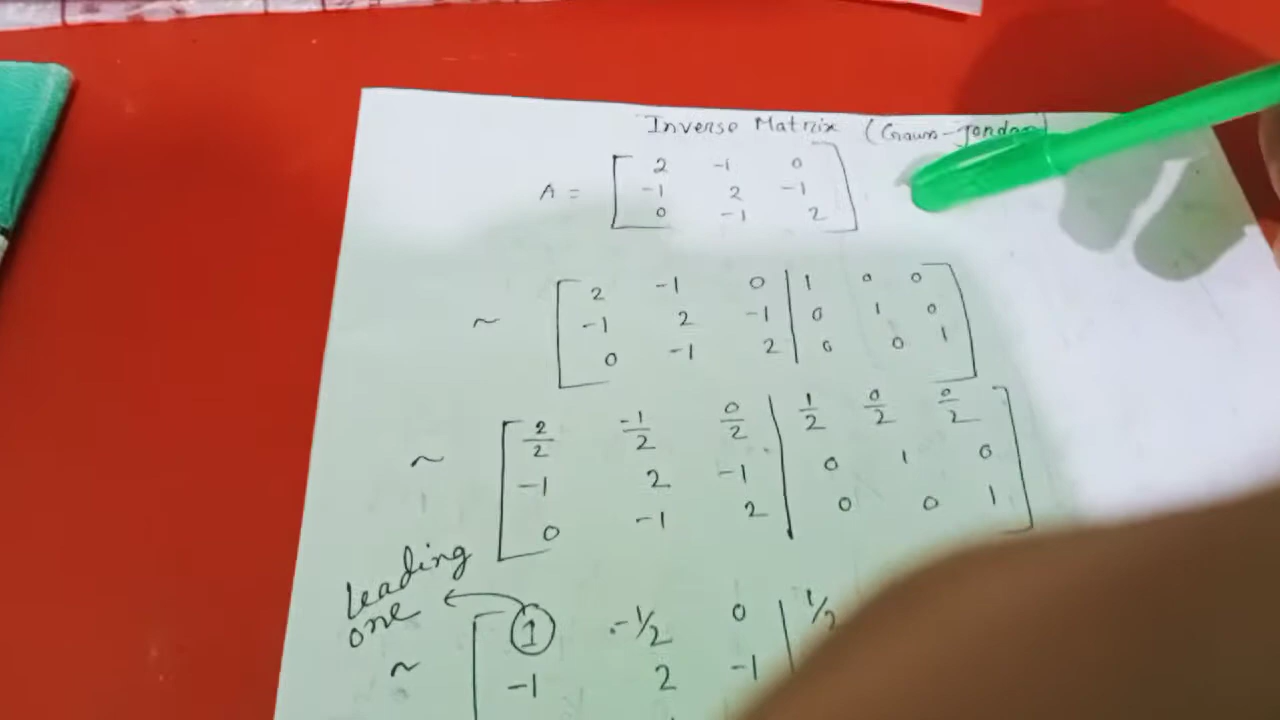 Inverse Matrix (Gauss-Jordan)
A = [ 2 -1 0
-1 2 -1
0 -1 2 ]
~ [ 2 -1 0 | 1 0 0
-1 2 -1 | 0 1 0
0 -1 2 | 0 0 1 ]
~ [ 2/2 -1/2 0/2 | 1/2 0/2 0/2
-1 2 -1 | 0 1 0
0 -1 2 | 0 0 1 ]
leading
one
~ [ 1 -1/2 0 | 1/2
-1 2 -1 |